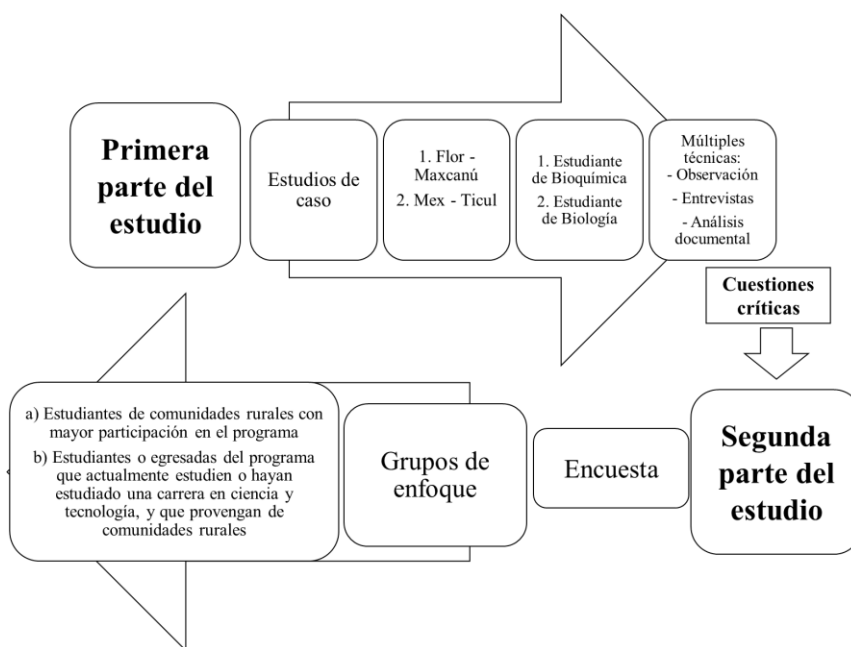 Primera
parte del
estudio
Estudios de
caso
1. Flor -
Maxcanú
2. Mex - Ticul
1. Estudiante
de Bioquímica
2. Estudiante
de Biología
Múltiples
técnicas:
- Observación
- Entrevistas
- Análisis
documental
Cuestiones
críticas
Segunda
parte del
estudio
Encuesta
Grupos de
enfoque
a) Estudiantes de comunidades rurales con
mayor participación en el programa
b) Estudiantes o egresadas del programa
que actualmente estudien o hayan
estudiado una carrera en ciencia y
tecnología, y que provengan de
comunidades rurales